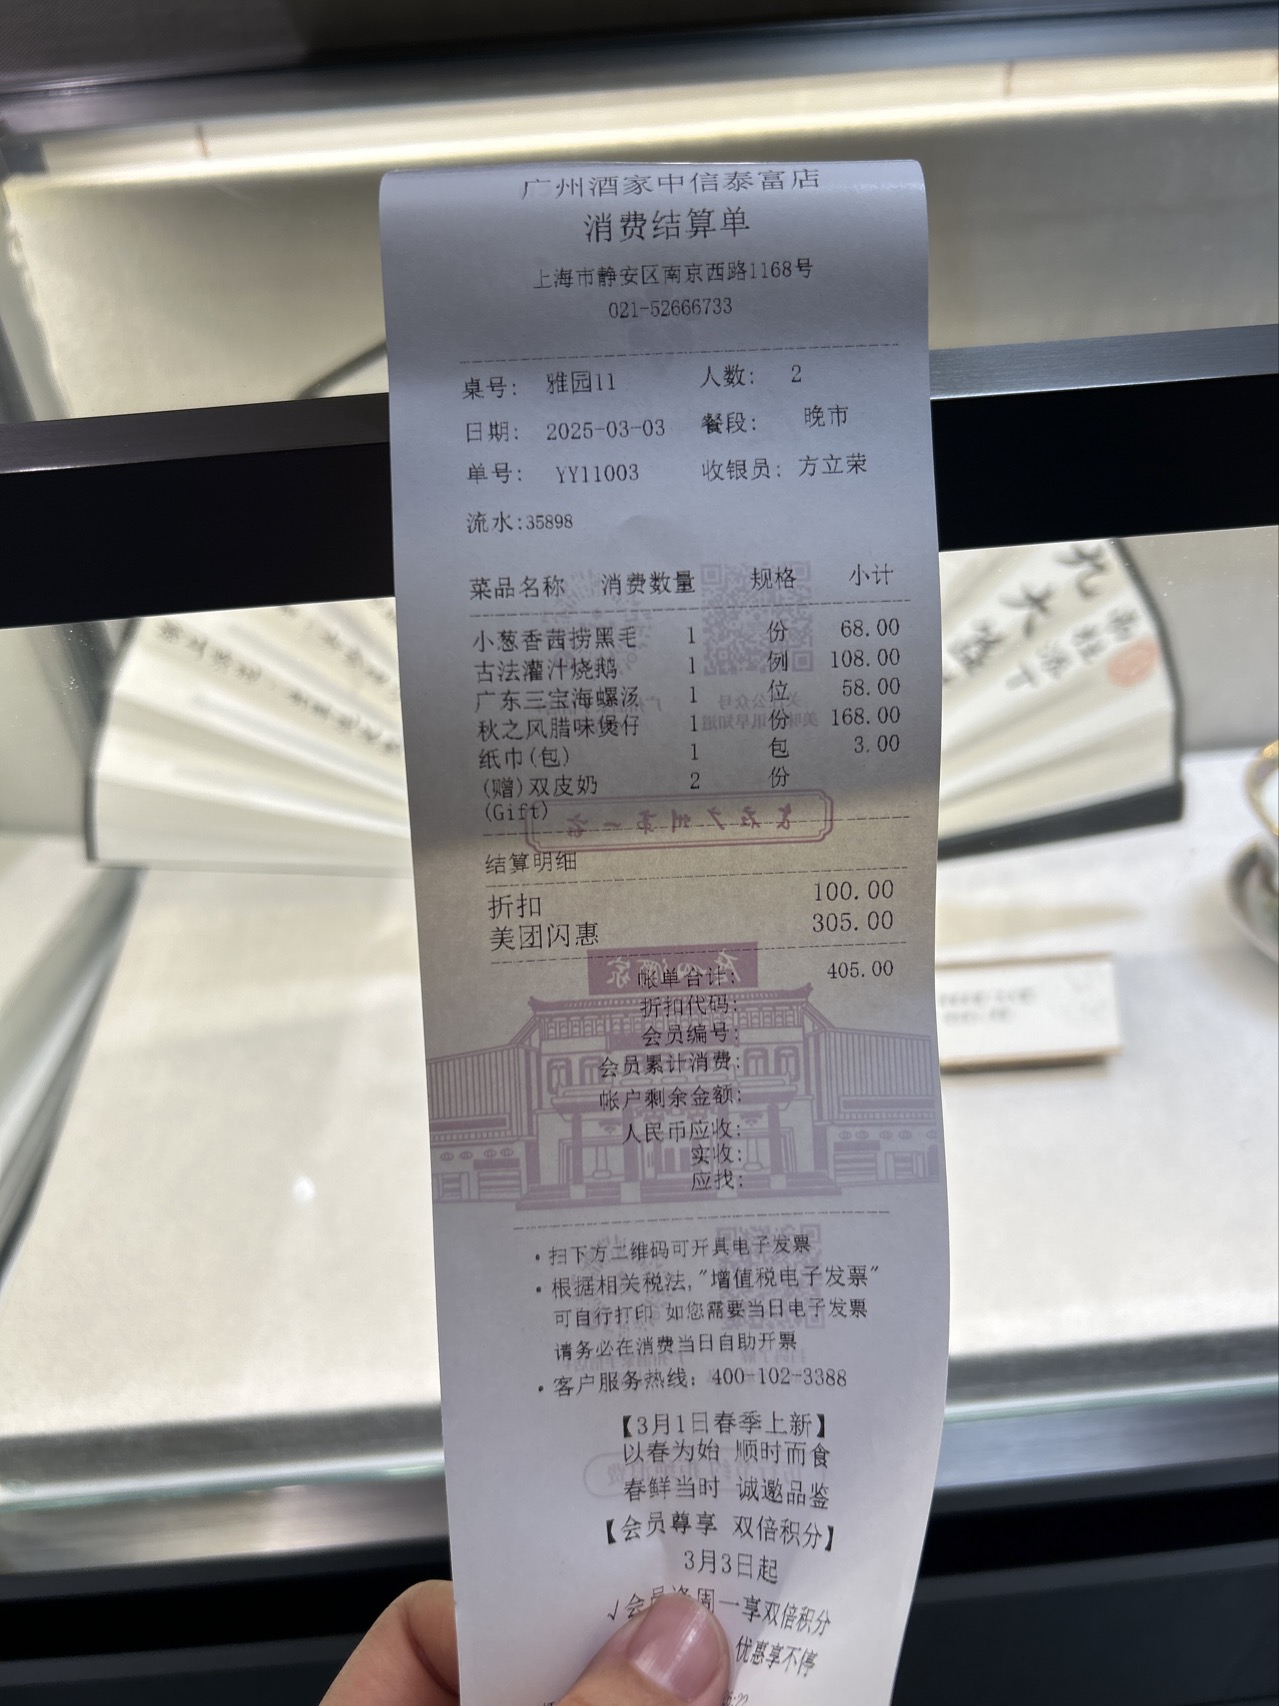 广州酒家中信泰富店
消费结算单
上海市静安区南京西路1168号
021-52666733
桌号： 雅园11 人数： 2
日期： 2025-03-03 餐段： 晚市
单号： YY11003 收银员：方立荣
流水:35898
菜品名称 消费数量 规格 小计
小葱香茜捞黑毛 1 份 68.00
古法灌汁烧鹅 1 例 108.00
广东三宝海螺汤 1 位 58.00
秋之风腊味煲仔 1 份 168.00
纸巾(包) 1 包 3.00
(赠)双皮奶 2 份
(Gift)
结算明细
折扣 100.00
美团闪惠 305.00
帐单合计： 405.00
折扣代码：
会员编号：
会员累计消费：
帐户剩余金额：
人民币应收：
实收：
应找：
·扫下方二维码可开具电子发票
·根据相关税法,"增值税电子发票"
可自行打印 如您需要当日电子发票
请务必在消费当日自助开票
·客户服务热线：400-102-3388
【3月1日春季上新】
以春为始 顺时而食
春鲜当时 诚邀品鉴
【会员尊享 双倍积分】
3月3日起
√会员逢周一享双倍积分
优惠享不停
九大